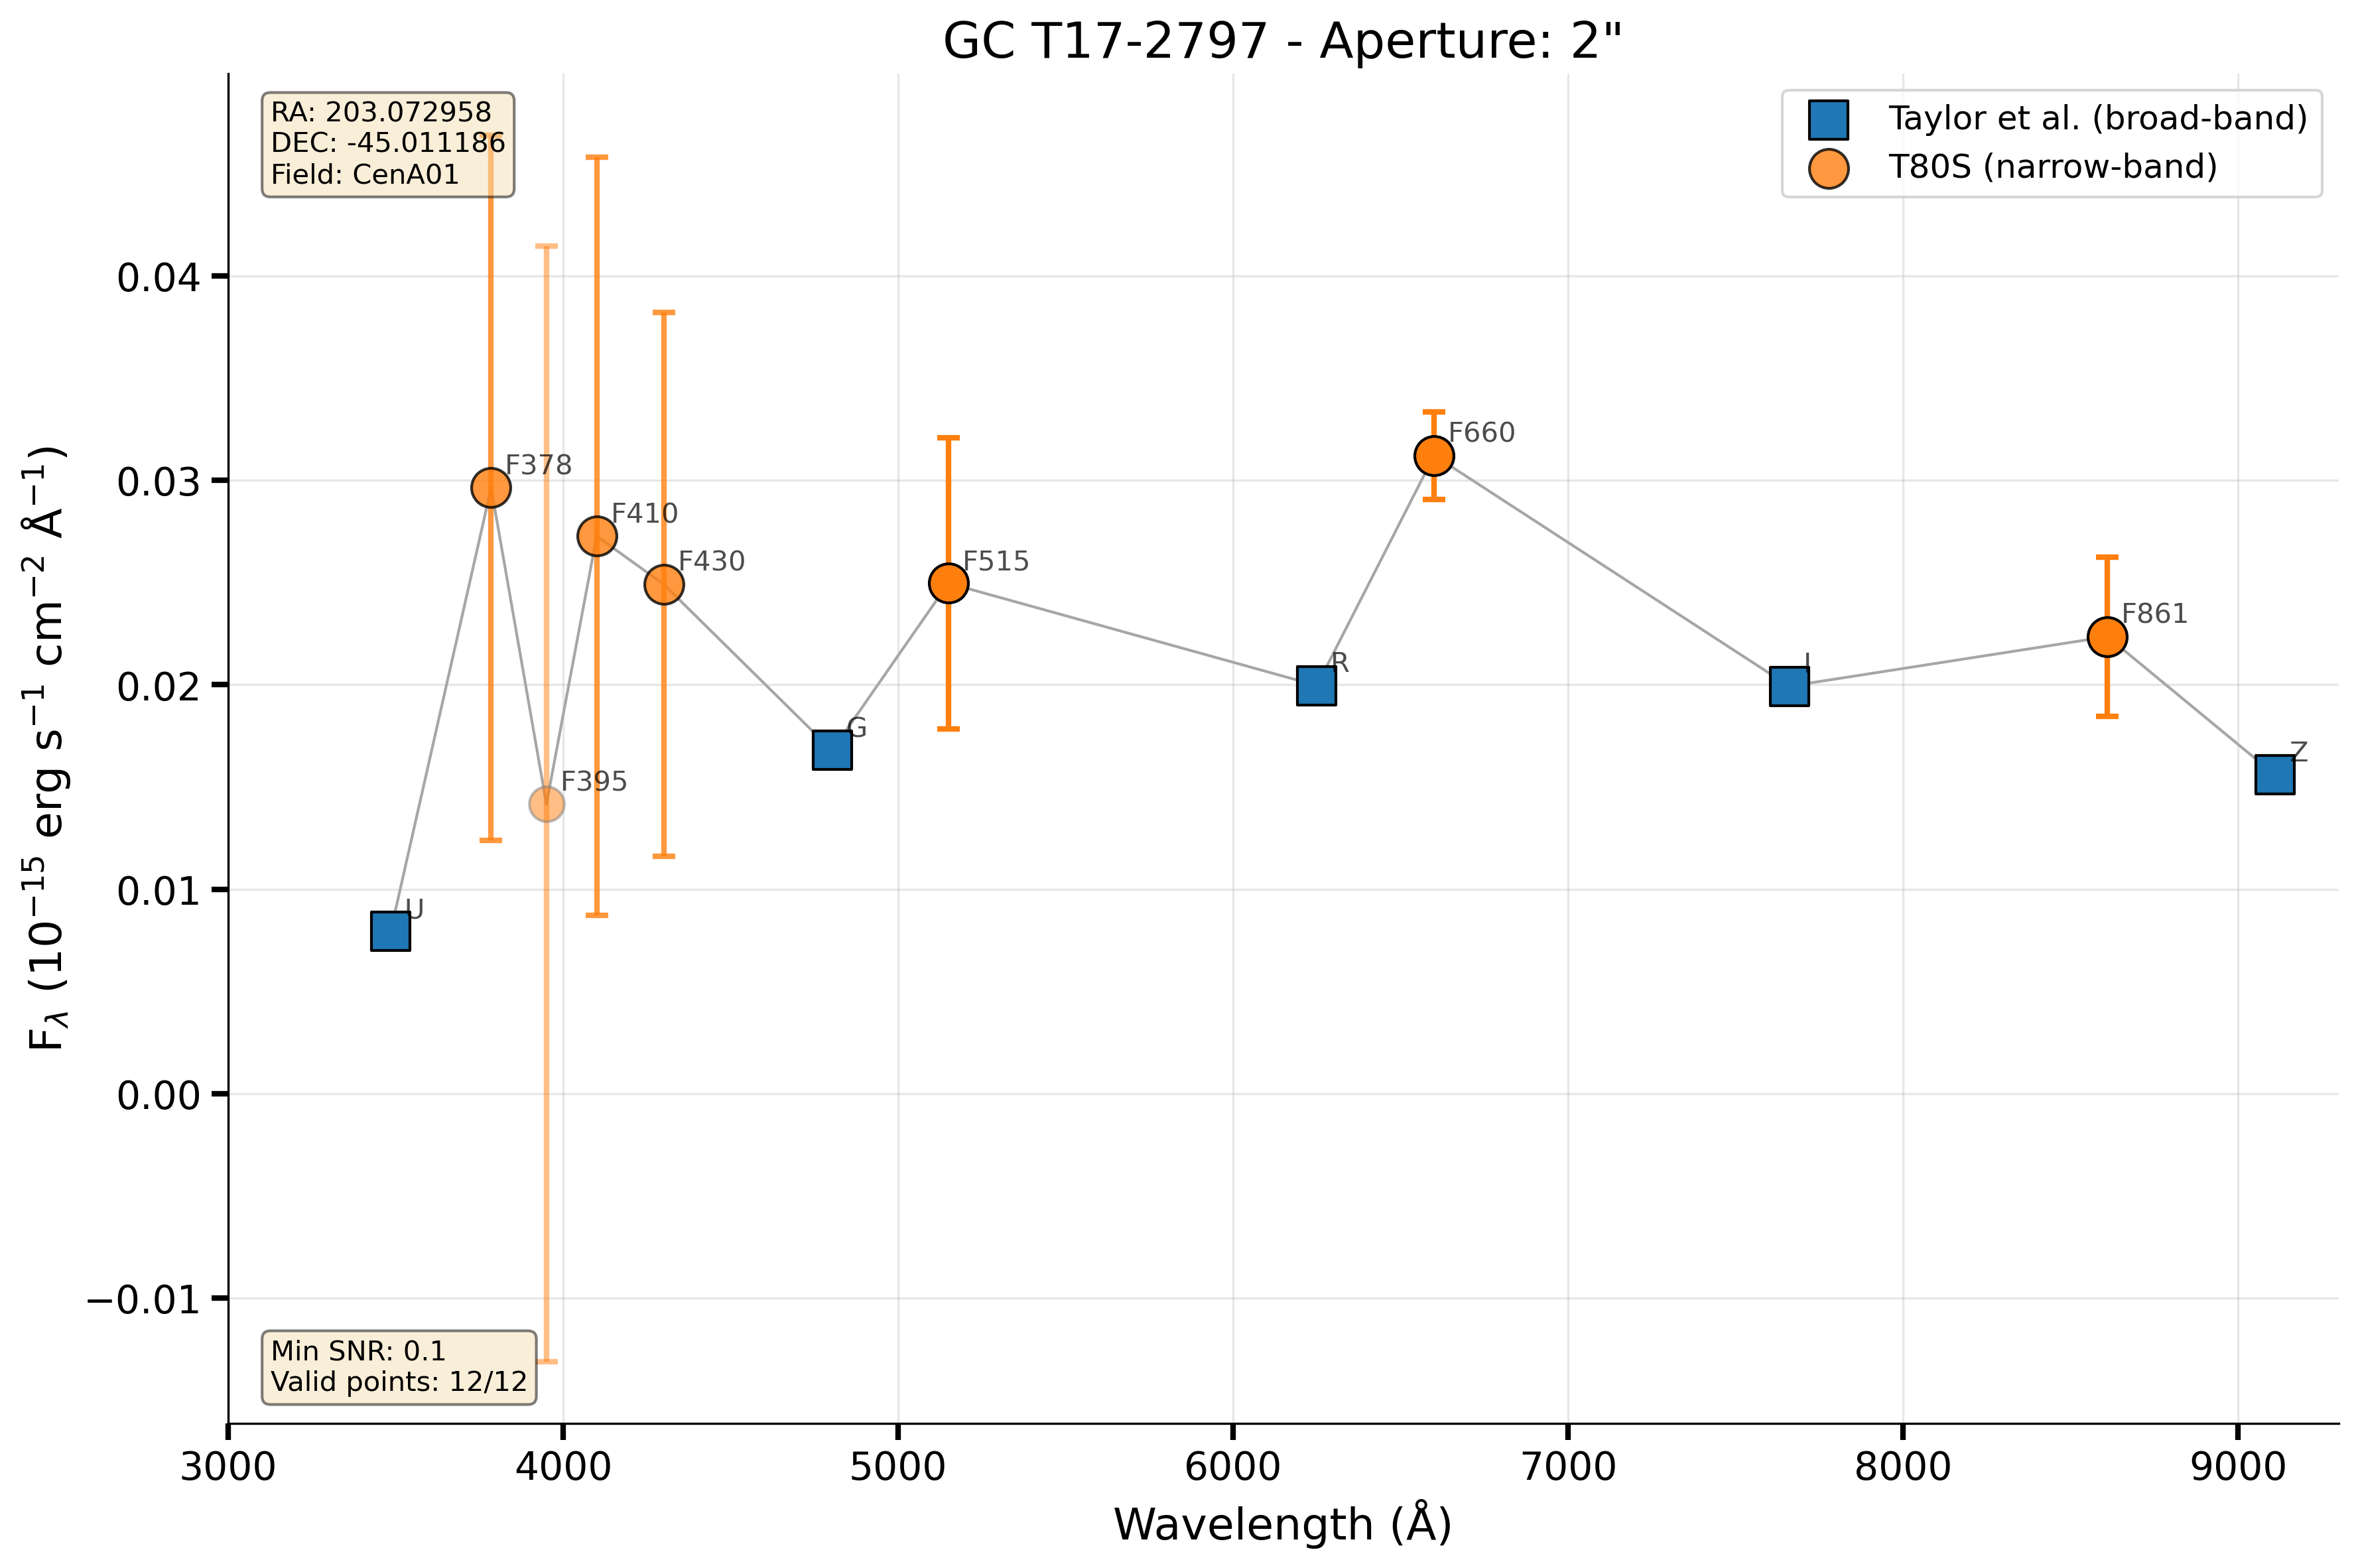 GC T17-2797 - Aperture: 2"
RA: 203.072958
DEC: -45.011186
Field: CenA01
Taylor et al. (broad-band)
T80S (narrow-band)
F378
F395
F410
F430
F515
F660
F861
U
G
R
I
Z
0.04
0.03
0.02
0.01
0.00
−0.01
F_λ (10⁻¹⁵ erg s⁻¹ cm⁻² Å⁻¹)
Min SNR: 0.1
Valid points: 12/12
3000 4000 5000 6000 7000 8000 9000
Wavelength (Å)